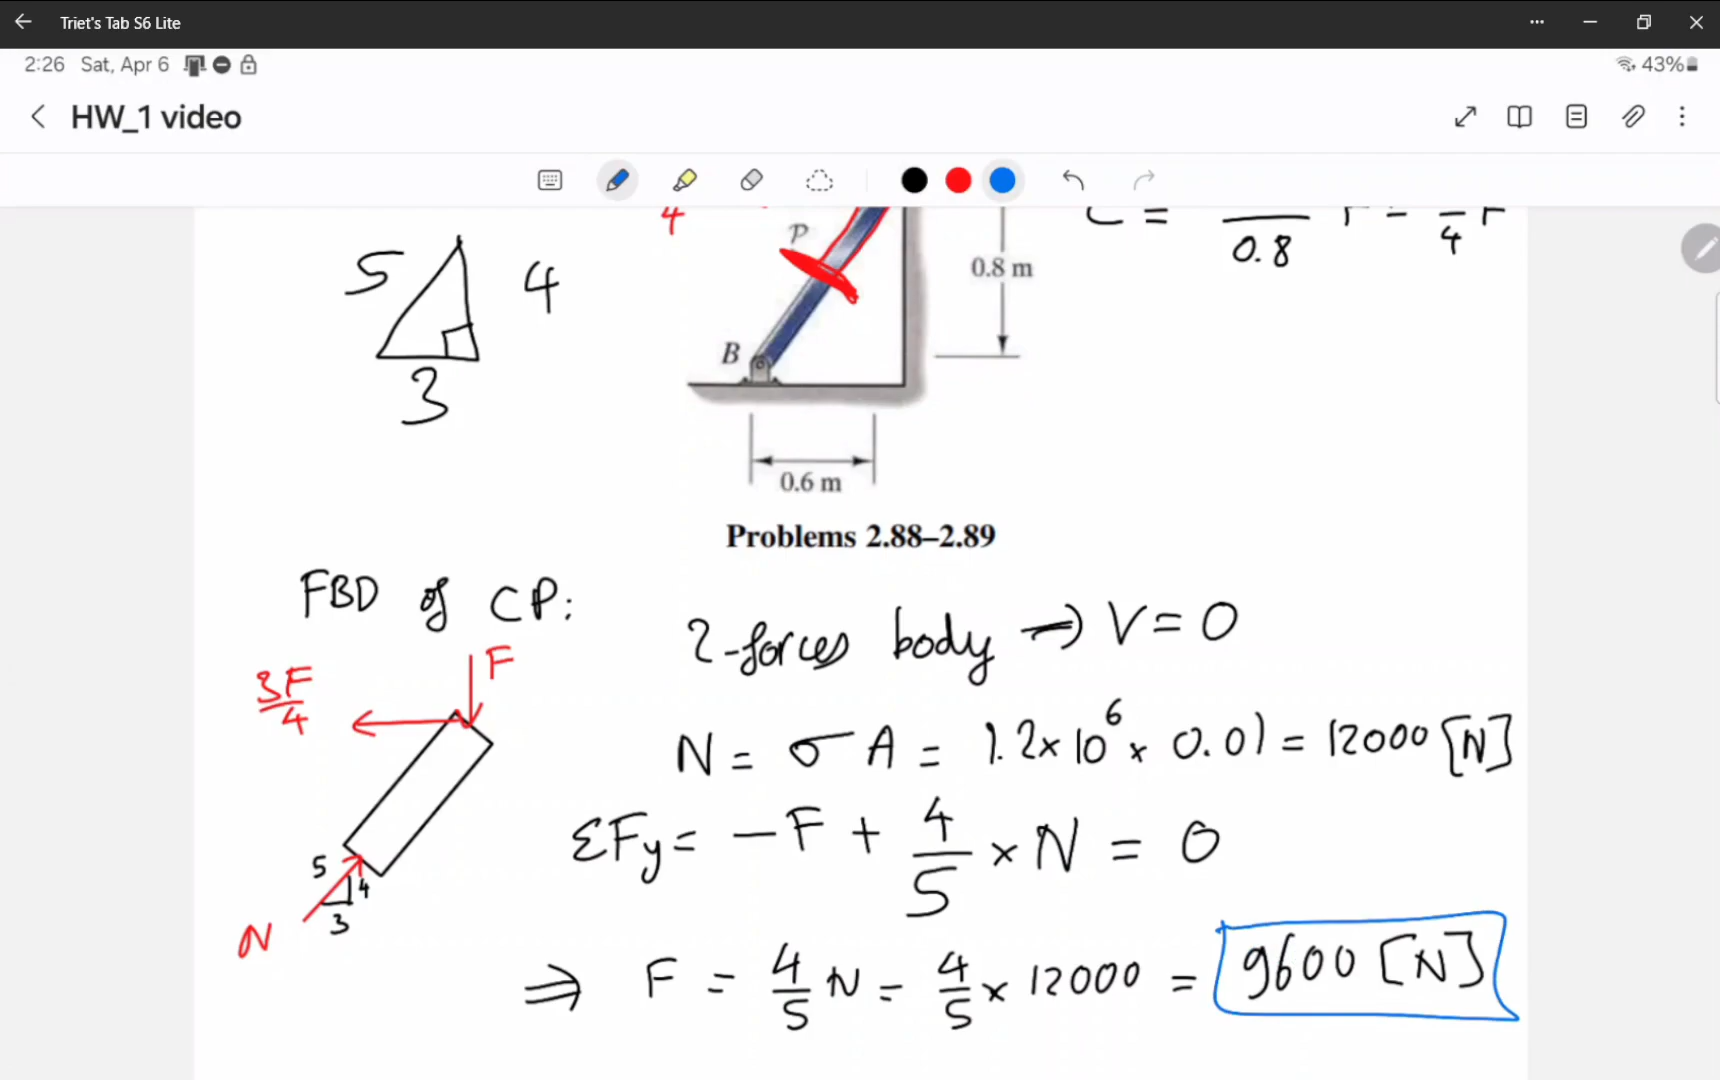 Triet's Tab S6 Lite
2:26 Sat, Apr 6
43%
HW_1 video
4
C = 
0.8
4
F
5
4
3
P
0.8 m
B
0.6 m
Problems 2.88–2.89
FBD of CP:
2-forces body → V = 0
3F/4
F
N = σ A = 1.2 × 10^6 × 0.01 = 12000 [N]
ΣFy = - F + 4/5 × N = 0
5
4
3
N
⇒ F = 4/5 N = 4/5 × 12000 = 9600 [N]